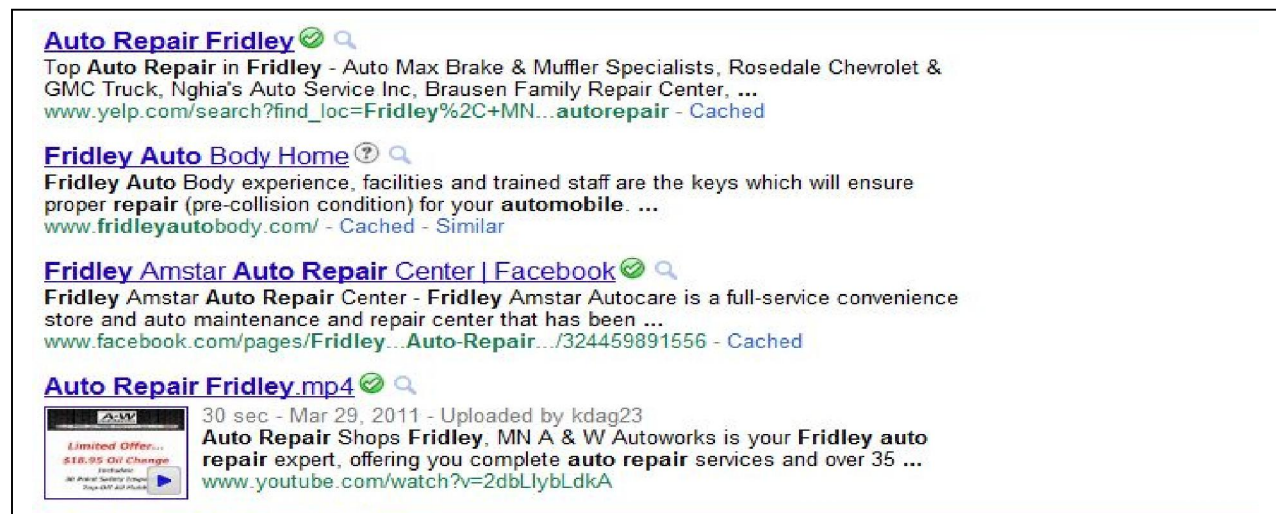 Auto Repair Fridley
Top Auto Repair in Fridley - Auto Max Brake & Muffler Specialists, Rosedale Chevrolet &
GMC Truck, Nghia's Auto Service Inc, Brausen Family Repair Center, ...
www.yelp.com/search?find_loc=Fridley%2C+MN...autorepair - Cached
Fridley Auto Body Home ?
Fridley Auto Body experience, facilities and trained staff are the keys which will ensure
proper repair (pre-collision condition) for your automobile. ...
www.fridleyautobody.com/ - Cached - Similar
Fridley Amstar Auto Repair Center | Facebook
Fridley Amstar Auto Repair Center - Fridley Amstar Autocare is a full-service convenience
store and auto maintenance and repair center that has been ...
www.facebook.com/pages/Fridley...Auto-Repair.../324459891556 - Cached
Auto Repair Fridley.mp4
A&W
Limited Offer...
$18.95 Oil Change
Includes:
30 sec - Mar 29, 2011 - Uploaded by kdag23
Auto Repair Shops Fridley, MN A & W Autoworks is your Fridley auto
repair expert, offering you complete auto repair services and over 35 ...
www.youtube.com/watch?v=2dbLlybLdkA